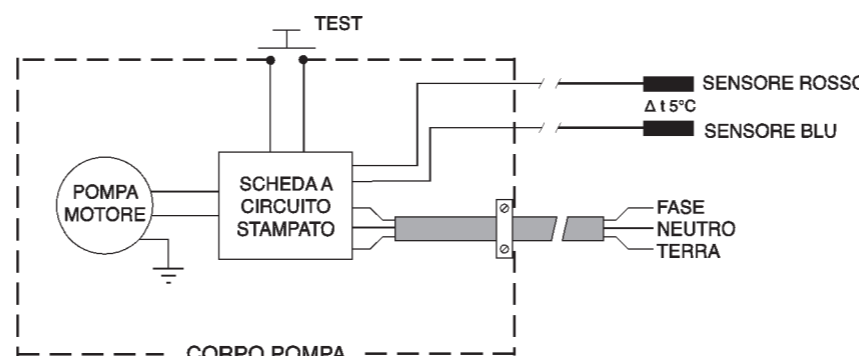 TEST
SENSORE ROSSO
Δ t 5°C
SENSORE BLU
POMPA
MOTORE
SCHEDA A
CIRCUITO
STAMPATO
FASE
NEUTRO
TERRA
CORPO POMPA